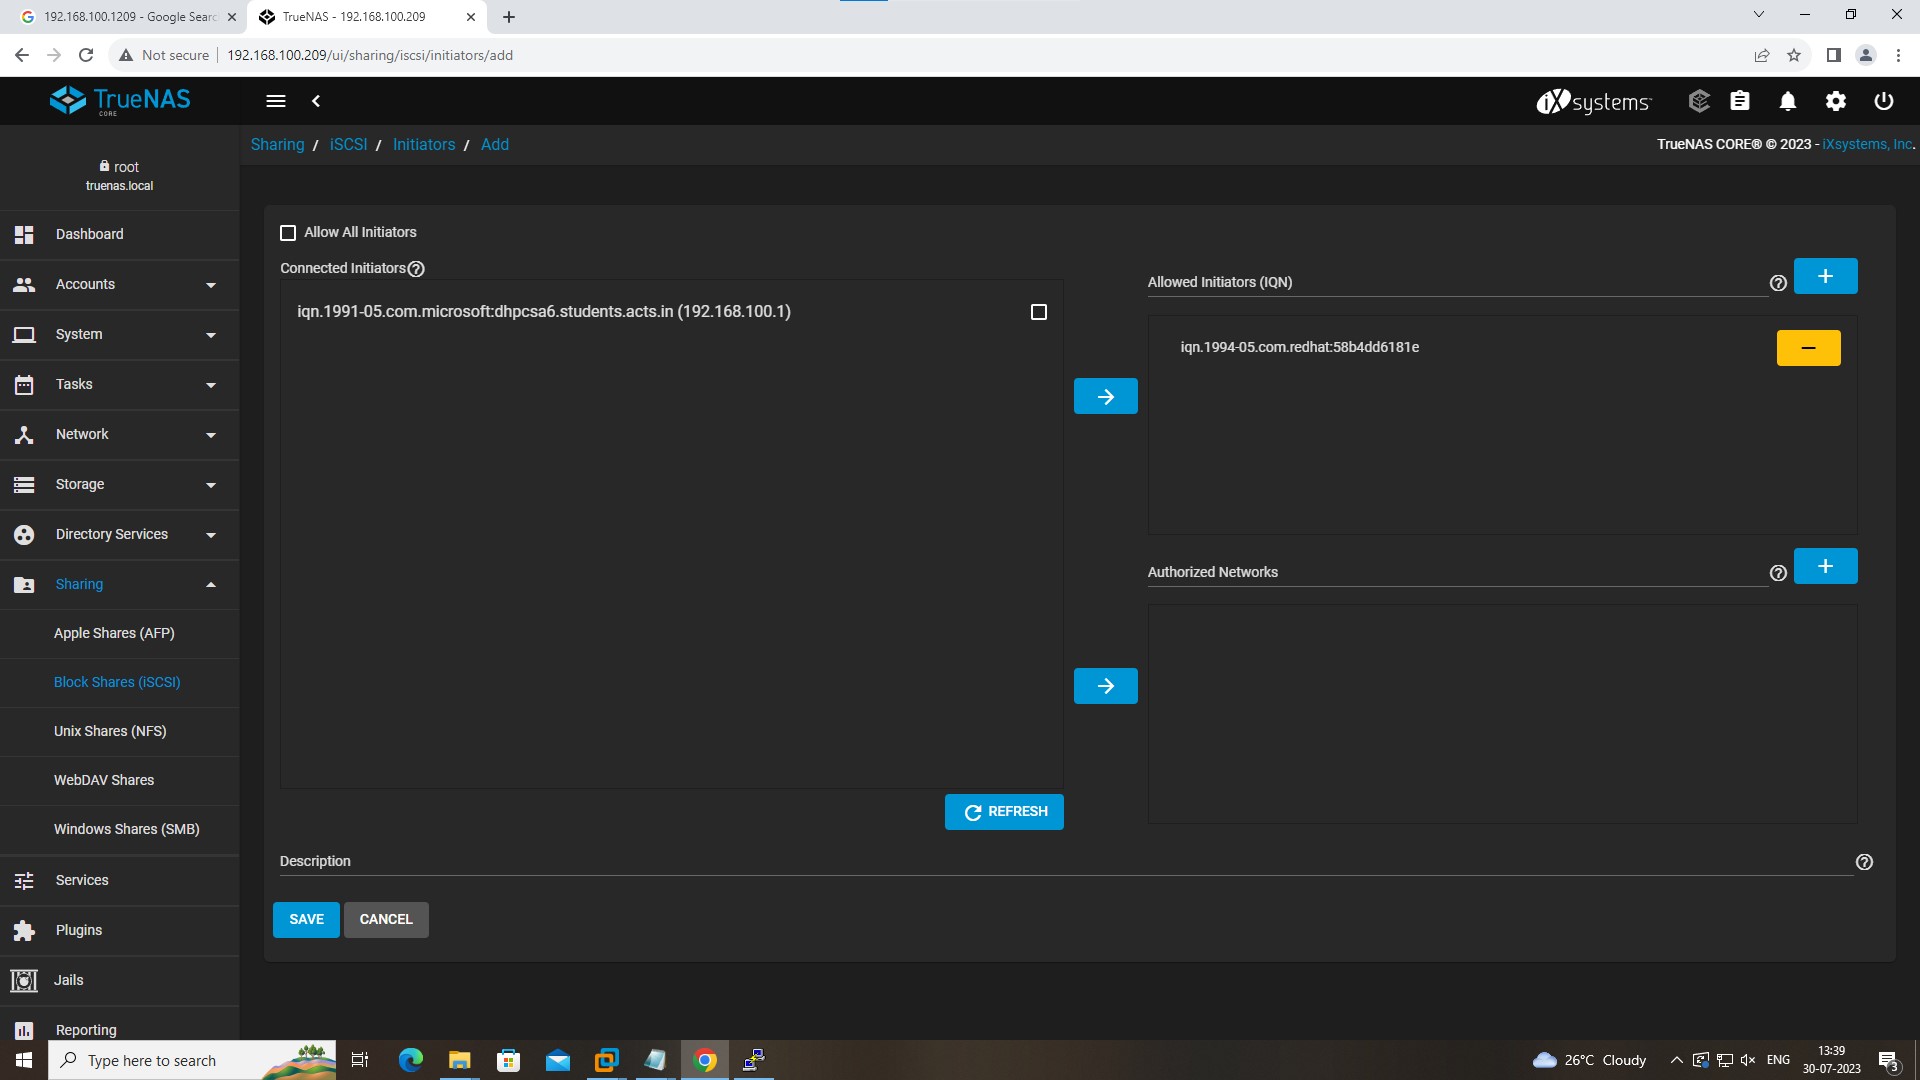 192.168.100.1209 - Google Searc
TrueNAS - 192.168.100.209
Not secure
192.168.100.209/ui/sharing/iscsi/initiators/add
TrueNAS
CORE
iXsystems
Sharing / iSCSI / Initiators / Add
TrueNAS CORE® © 2023 - iXsystems, Inc.
root
truenas.local
Dashboard
Accounts
System
Tasks
Network
Storage
Directory Services
Sharing
Apple Shares (AFP)
Block Shares (iSCSI)
Unix Shares (NFS)
WebDAV Shares
Windows Shares (SMB)
Services
Plugins
Jails
Reporting
Allow All Initiators
Connected Initiators
iqn.1991-05.com.microsoft:dhpcsa6.students.acts.in (192.168.100.1)
REFRESH
Allowed Initiators (IQN)
iqn.1994-05.com.redhat:58b4dd6181e
Authorized Networks
Description
SAVE
CANCEL
Type here to search
26°C Cloudy
ENG
13:39
30-07-2023
3